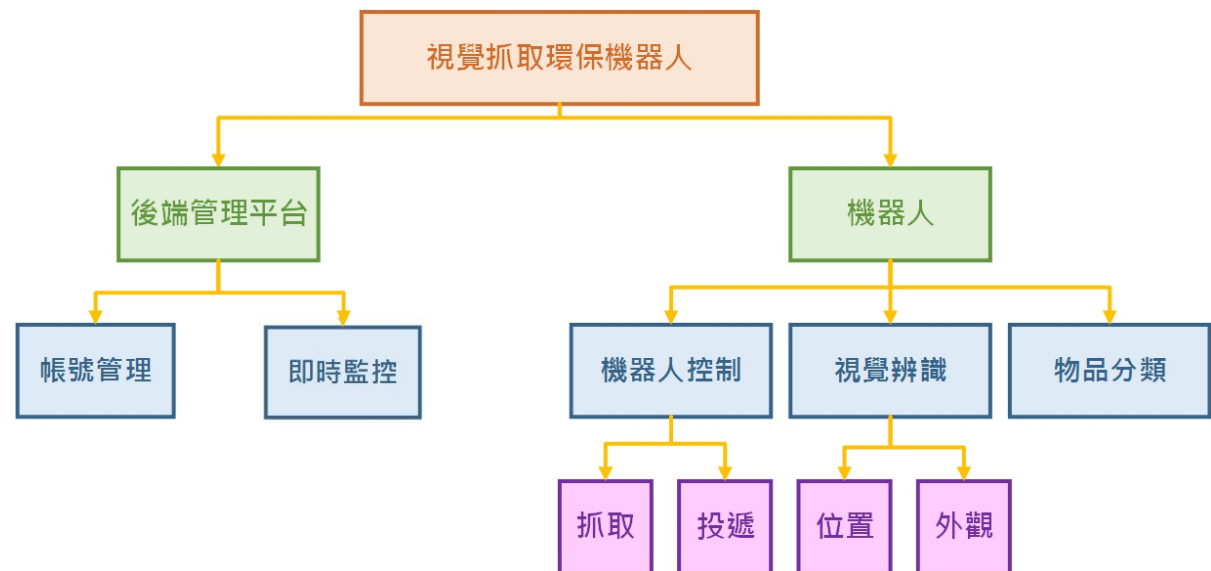 視覺抓取環保機器人
後端管理平台
機器人
帳號管理
即時監控
機器人控制
視覺辨識
物品分類
抓取
投遞
位置
外觀